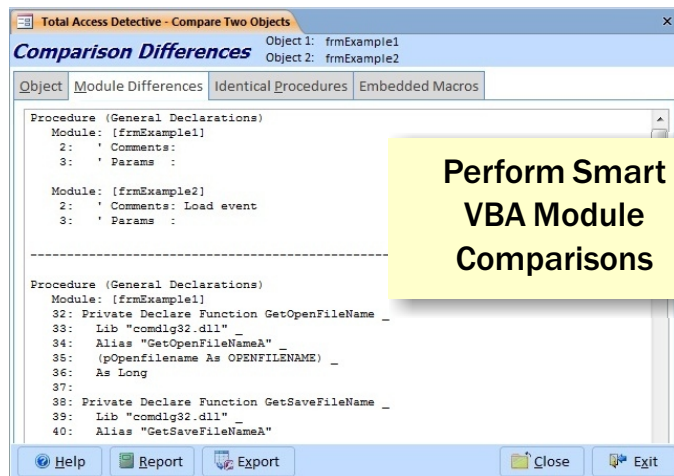 Total Access Detective - Compare Two Objects
Comparison Differences
Object 1: frmExample1
Object 2: frmExample2
Object Module Differences Identical Procedures Embedded Macros
Procedure (General Declarations)
Module: [frmExample1]
2: ' Comments:
3: ' Params :
Module: [frmExample2]
2: ' Comments: Load event
3: ' Params :
--------------------------------------------------
Procedure (General Declarations)
Module: [frmExample1]
32: Private Declare Function GetOpenFileName _
33: Lib "comdlg32.dll" _
34: Alias "GetOpenFileNameA" _
35: (pOpenfilename As OPENFILENAME) _
36: As Long
37:
38: Private Declare Function GetSaveFileName _
39: Lib "comdlg32.dll" _
40: Alias "GetSaveFileNameA"
Perform Smart
VBA Module
Comparisons
Help Report Export Close Exit